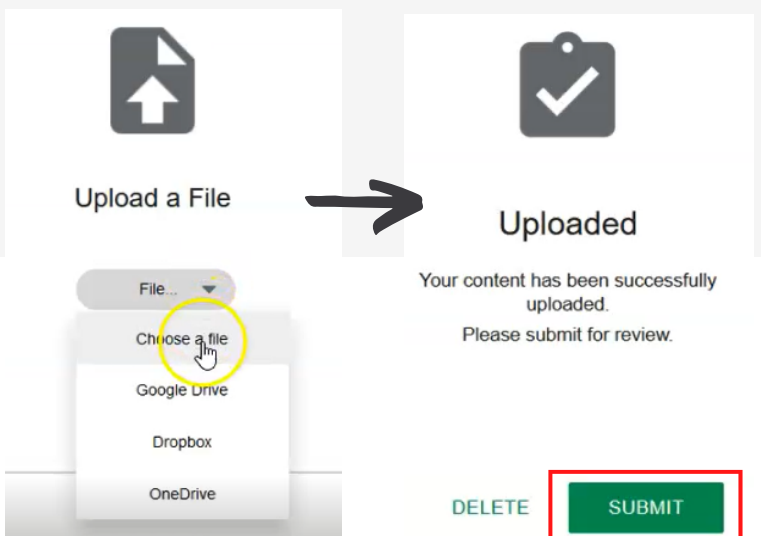 Upload a File
File...
Choose a file
Google Drive
Dropbox
OneDrive
Uploaded
Your content has been successfully
uploaded.
Please submit for review.
DELETE
SUBMIT